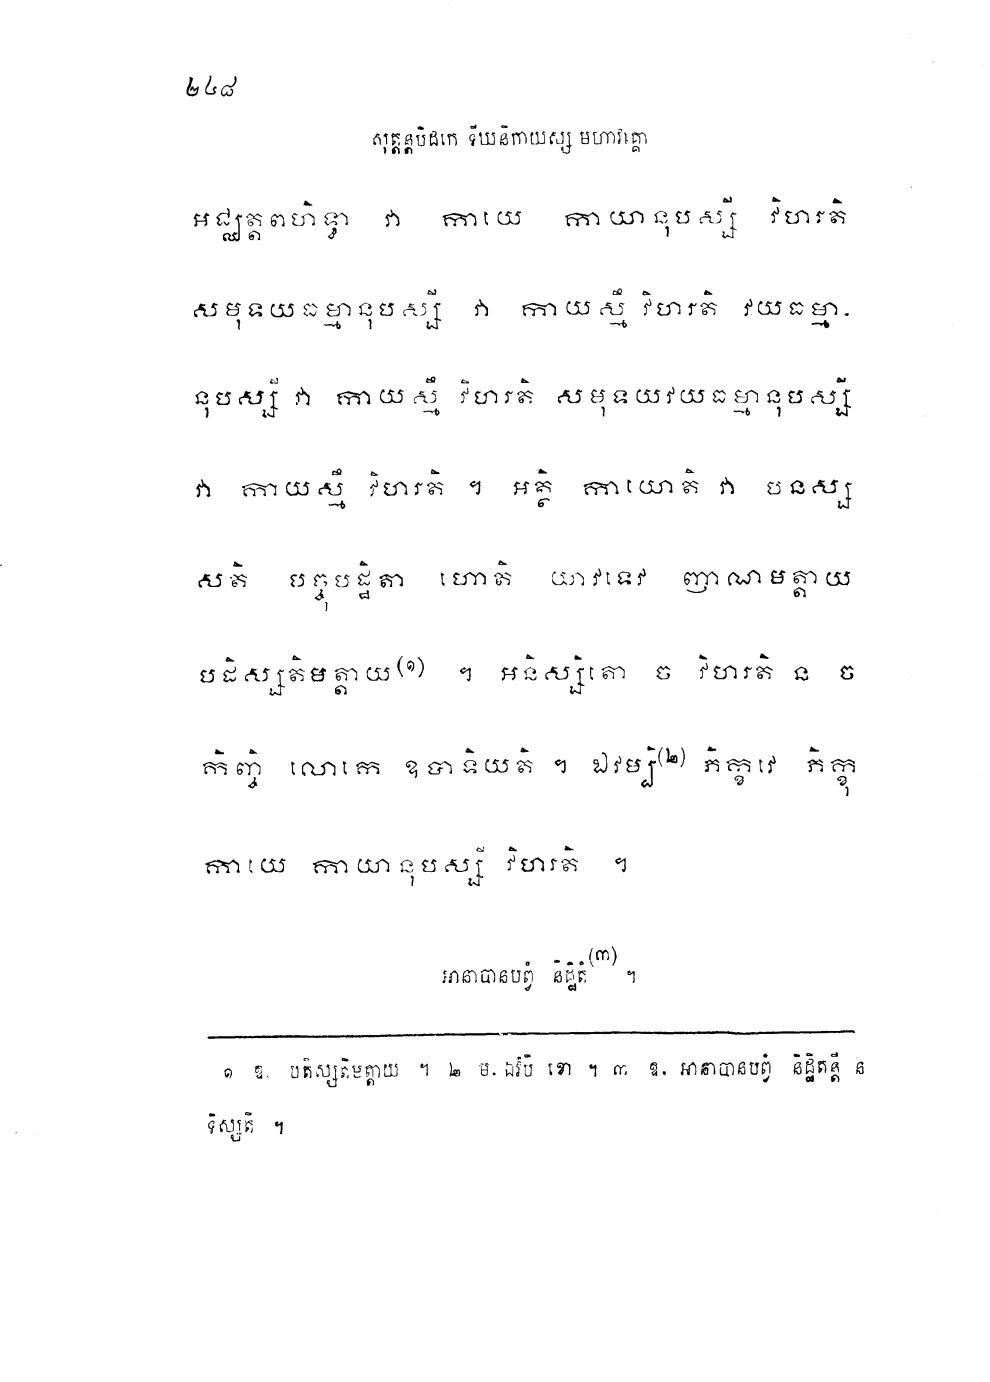 ២៤៨
សុត្តន្តបិដកេ ទីឃនិកាយស្ស មហាវគ្គោ
អជ្ឈត្តពហិទ្ធា វា កាយេ កាយានុបស្សី វិហរតិ
សមុទយធម្មានុបស្សី វា កាយស្មឹ វិហរតិ វយធម្មា-
នុបស្សី វា កាយស្មឹ វិហរតិ សមុទយវយធម្មានុបស្សី
វា កាយស្មឹ វិហរតិ ។ អត្ថិ កាយោតិ វា បនស្ស
សតិ បច្ចុបដ្ឋិតា ហោតិ យាវទេវ ញាណមត្តាយ
បដិស្សតិមត្តាយ(១) ។ អនិស្សិតោ ច វិហរតិ ន ច
កិញ្ចិ លោកេ ឧបាទិយតិ ។ ឯវម្បិ(២) ភិក្ខវេ ភិក្ខុ
កាយេ កាយានុបស្សី វិហរតិ ។
អានាបានបព្វំ និដ្ឋិតំ(៣) ។
១ ឱ. បតិស្សតិមត្តាយ ។ ២ ម. ឯវំបិ ខោ ។ ៣ ឱ. អានាបានបព្វំ និដ្ឋិតន្តិ ន
ទិស្សតិ ។